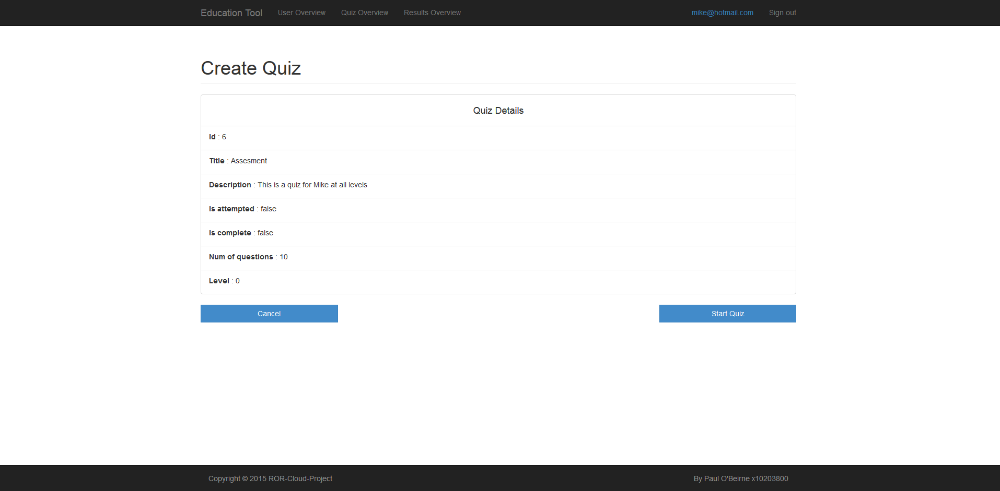 Education Tool User Overview Quiz Overview Results Overview mike@hotmail.com Sign out
Create Quiz
Quiz Details
Id : 6
Title : Assesment
Description : This is a quiz for Mike at all levels
Is attempted : false
Is complete : false
Num of questions : 10
Level : 0
Cancel Start Quiz
Copyright © 2015 ROR-Cloud-Project By Paul O'Beirne x10203800